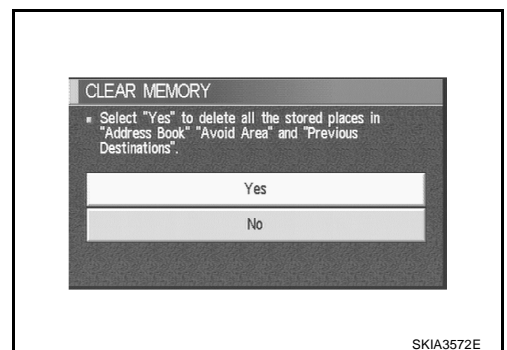 CLEAR MEMORY
Select "Yes" to delete all the stored places in
"Address Book" "Avoid Area" and "Previous
Destinations".
Yes
No
SKIA3572E